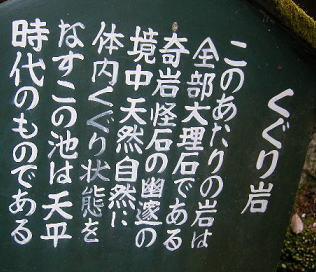 くぐり岩
このあたりの岩は
全部大理石である
奇岩怪石の幽邃の
境中天然自然に
体内くぐり状態を
なすこの池は天平
時代のものである